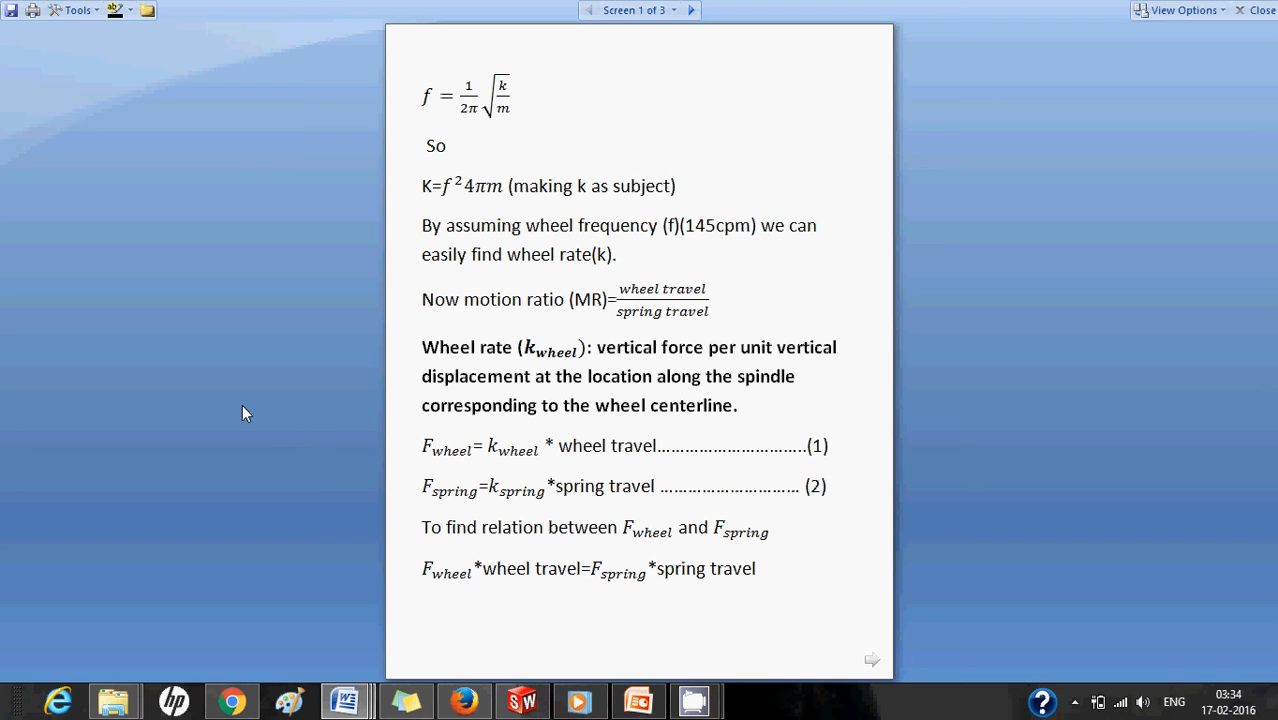 Tools
Screen 1 of 3
View Options
Close
f = 1/2π √k/m
So
K=f²4πm (making k as subject)
By assuming wheel frequency (f)(145cpm) we can
easily find wheel rate(k).
Now motion ratio (MR)=wheel travel/spring travel
Wheel rate (k_wheel): vertical force per unit vertical
displacement at the location along the spindle
corresponding to the wheel centerline.
F_wheel= k_wheel * wheel travel……………………………..(1)
F_spring=k_spring*spring travel ………………………… (2)
To find relation between F_wheel and F_spring
F_wheel*wheel travel=F_spring*spring travel
hp
W
SW
P
?
ENG
03:34
17-02-2016